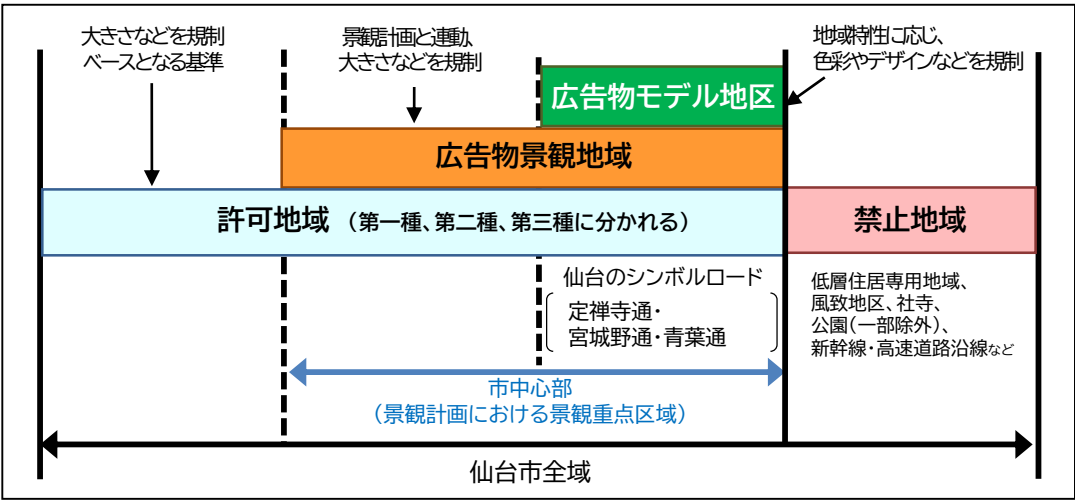 大きさなどを規制
ベースとなる基準
景観計画と連動、
大きさなどを規制
地域特性に応じ、
色彩やデザインなどを規制
広告物モデル地区
広告物景観地域
許可地域 （第一種、第二種、第三種に分かれる）
禁止地域
仙台のシンボルロード
定禅寺通・
宮城野通・青葉通
低層住居専用地域、
風致地区、社寺、
公園（一部除外）、
新幹線・高速道路沿線など
市中心部
（景観計画における景観重点区域）
仙台市全域